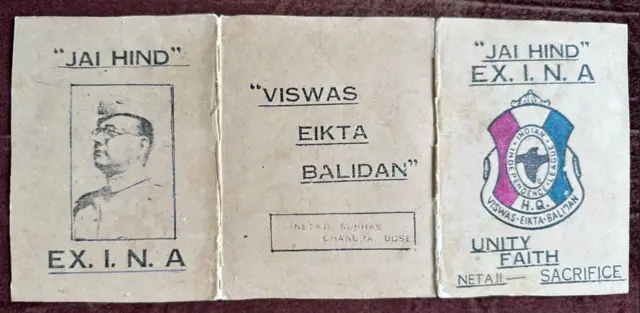 "JAI HIND"
EX. I. N. A
"VISWAS
EIKTA
BALIDAN"
NETAJI SUBHAS
CHANDRA BOSE
"JAI HIND"
EX. I. N. A
INDIAN
INDEPENDENCE LEAGUE
H.Q.
VISWAS-EIKTA-BALIDAN
UNITY
FAITH
NETAJI— SACRIFICE